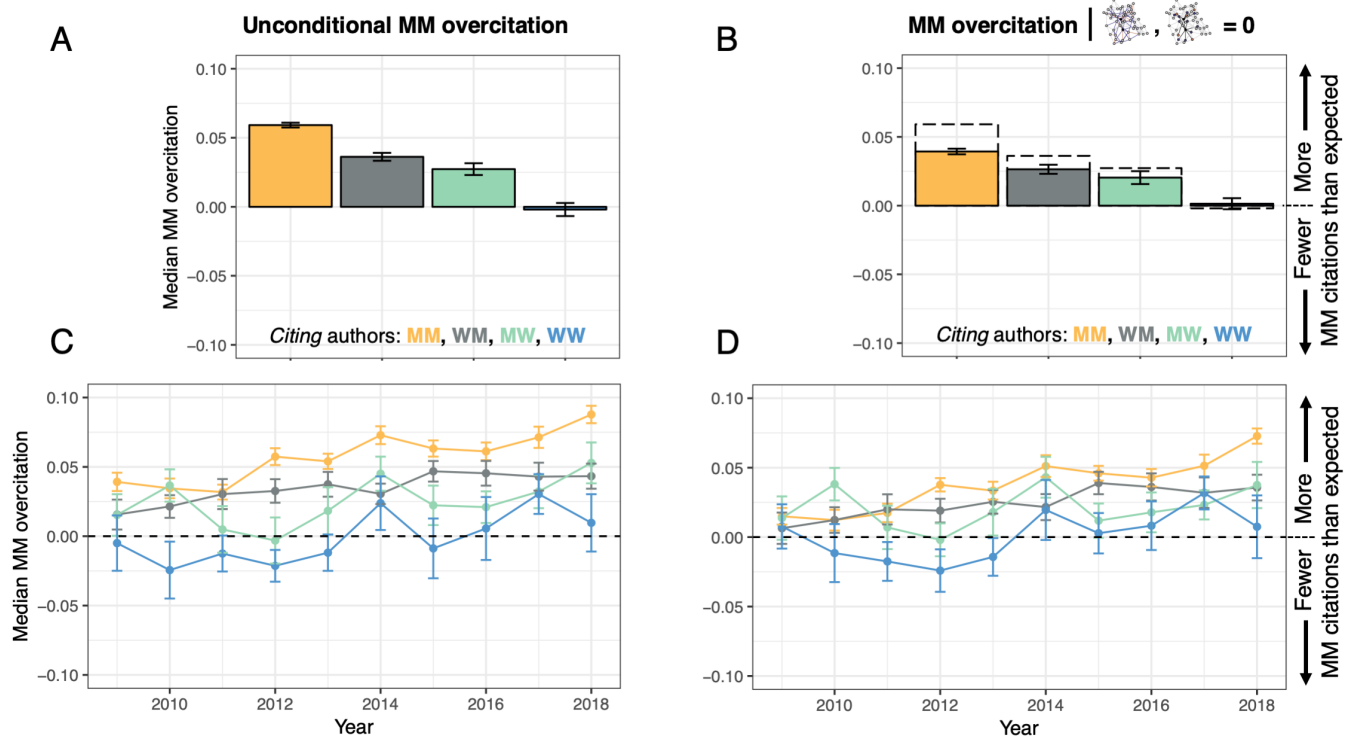 A
Unconditional MM overcitation
0.10
0.05
0.00
−0.05
−0.10
Median MM overcitation
Citing authors: MM, WM, MW, WW
B
MM overcitation | , = 0
0.10
0.05
0.00
−0.05
−0.10
Citing authors: MM, WM, MW, WW
Fewer More
MM citations than expected
C
0.10
0.05
0.00
−0.05
−0.10
Median MM overcitation
2010 2012 2014 2016 2018
Year
D
0.10
0.05
0.00
−0.05
−0.10
2010 2012 2014 2016 2018
Year
Fewer More
MM citations than expected